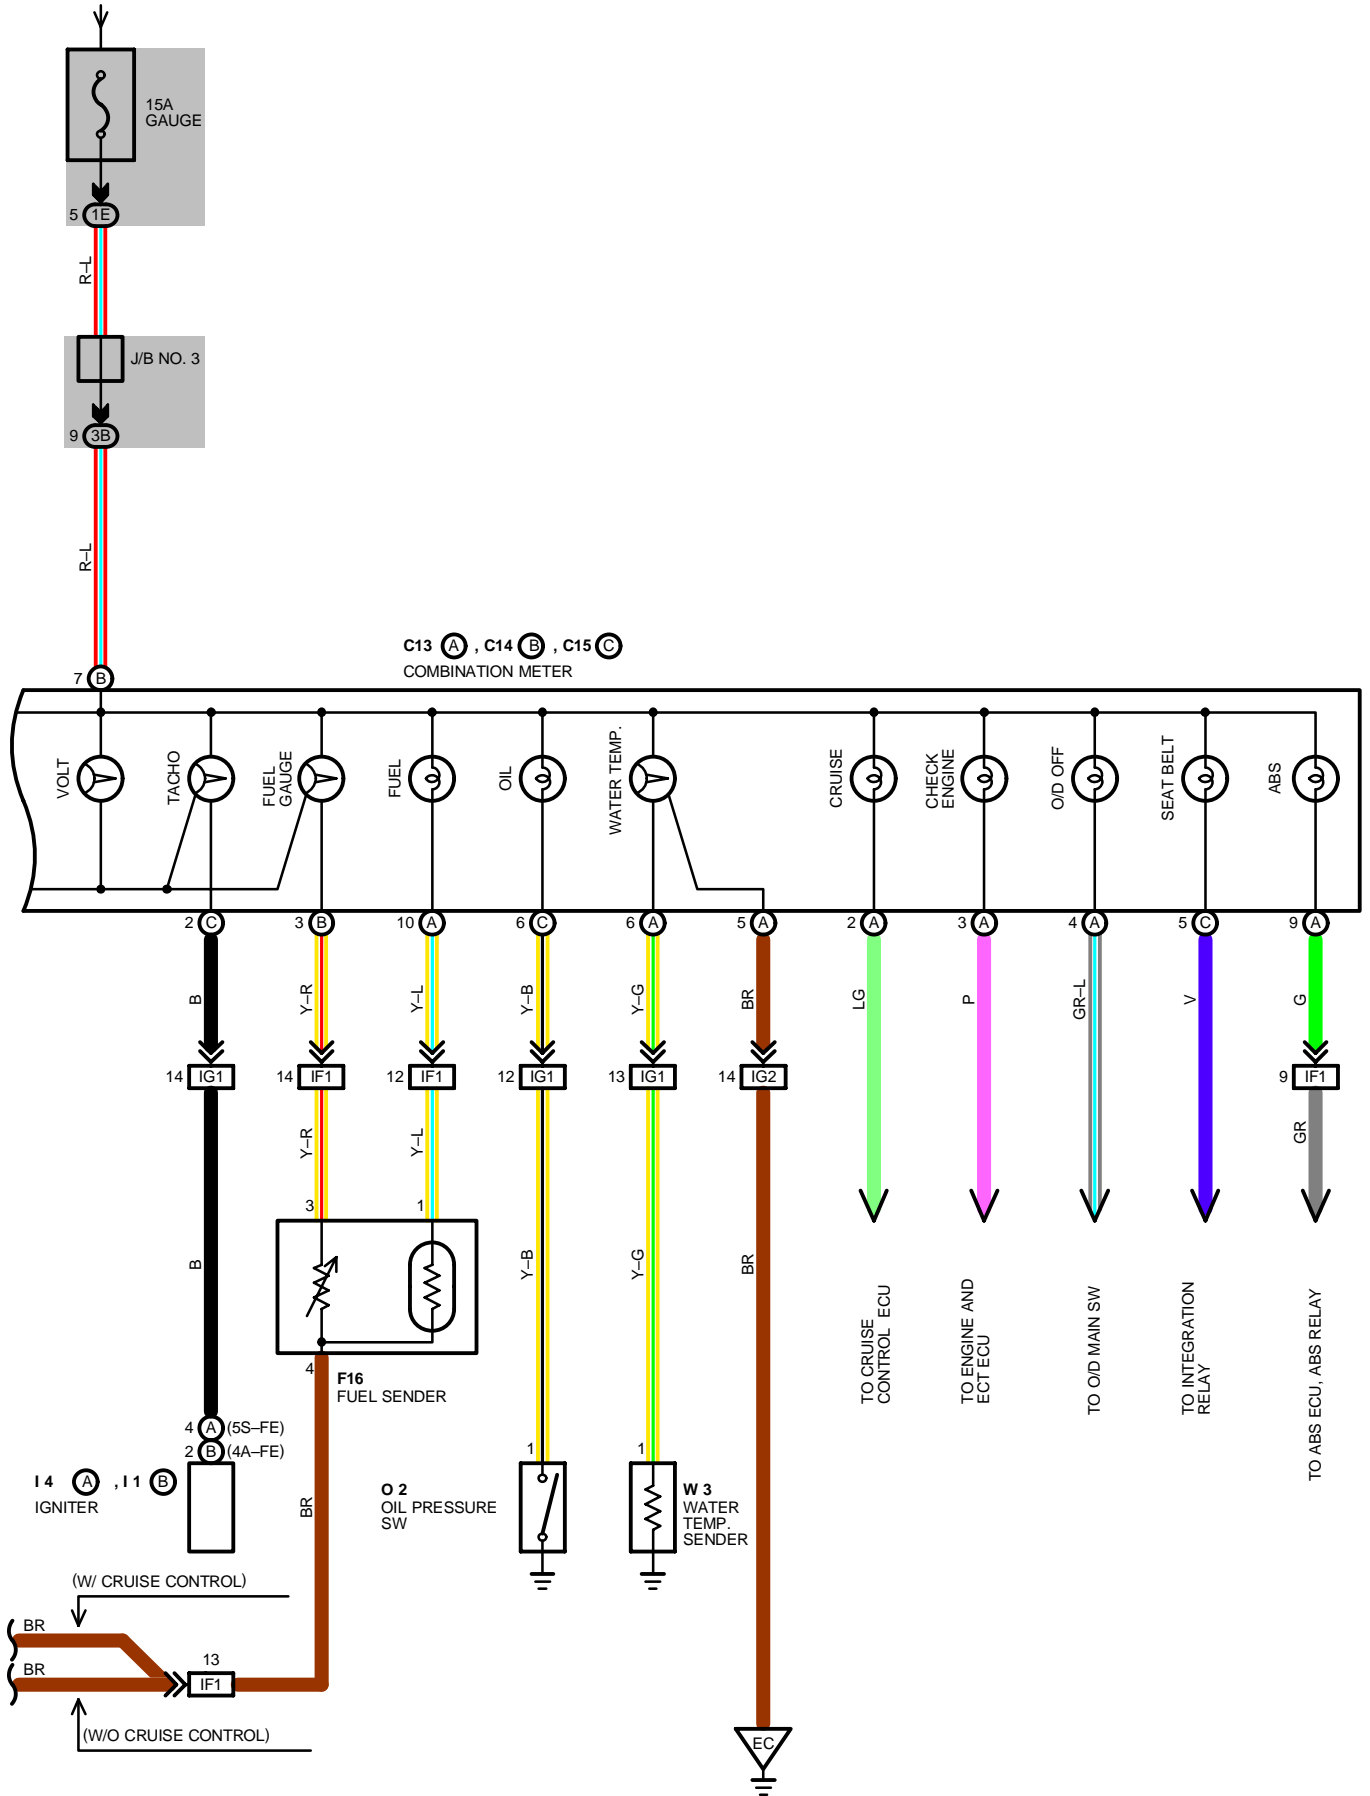 15A
GAUGE
5 1E
R–L
J/B NO. 3
9 3B
R–L
C13 A , C14 B , C15 C
COMBINATION METER
7 B
VOLT
TACHO
FUEL
GAUGE
FUEL
OIL
WATER TEMP.
CRUISE
CHECK
ENGINE
O/D OFF
SEAT BELT
ABS
2 C
3 B
10 A
6 C
6 A
5 A
2 A
3 A
4 A
5 C
9 A
B
Y–R
Y–L
Y–B
Y–G
BR
LG
P
GR–L
V
G
14 IG1
14 IF1
12 IF1
12 IG1
13 IG1
14 IG2
9 IF1
Y–R
Y–L
GR
3
1
B
Y–B
Y–G
BR
TO CRUISE
CONTROL ECU
TO ENGINE AND
ECT ECU
TO O/D MAIN SW
TO INTEGRATION
RELAY
TO ABS ECU, ABS RELAY
4
F16
FUEL SENDER
4 A (5S–FE)
2 B (4A–FE)
I 4 A , I 1 B
IGNITER
BR
1
O 2
OIL PRESSURE
SW
1
W 3
WATER
TEMP.
SENDER
(W/ CRUISE CONTROL)
BR
BR
13
IF1
(W/O CRUISE CONTROL)
EC